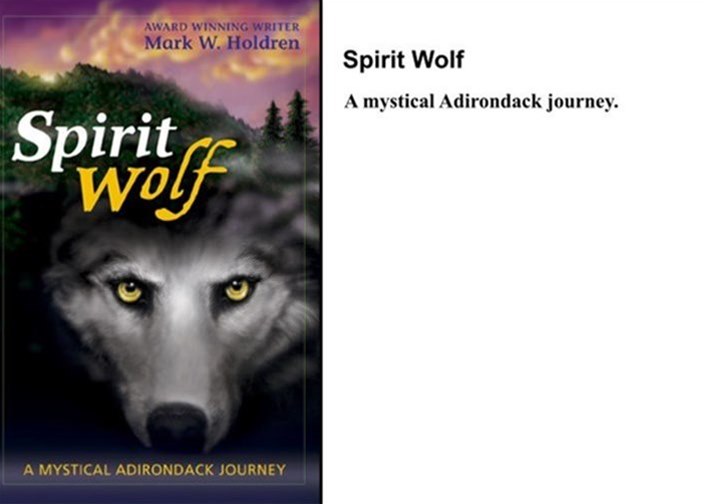 AWARD WINNING WRITER
Mark W. Holdren
Spirit
Wolf
A MYSTICAL ADIRONDACK JOURNEY
Spirit Wolf
A mystical Adirondack journey.